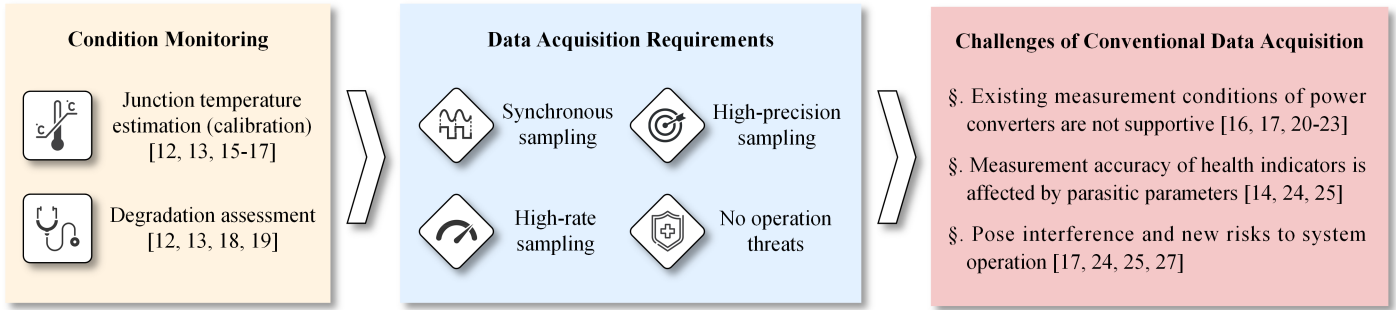 Condition Monitoring
°C
°C
Junction temperature
estimation (calibration)
[12, 13, 15-17]
Degradation assessment
[12, 13, 18, 19]
Data Acquisition Requirements
Synchronous
sampling
High-precision
sampling
High-rate
sampling
No operation
threats
Challenges of Conventional Data Acquisition
§. Existing measurement conditions of power
converters are not supportive [16, 17, 20-23]
§. Measurement accuracy of health indicators is
affected by parasitic parameters [14, 24, 25]
§. Pose interference and new risks to system
operation [17, 24, 25, 27]